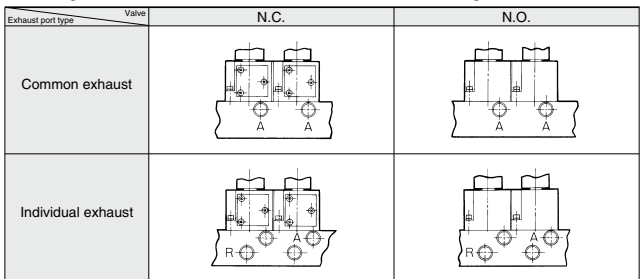 Valve
Exhaust port type
N.C.
N.O.
Common exhaust
A A
A A
Individual exhaust
A
R
A
R